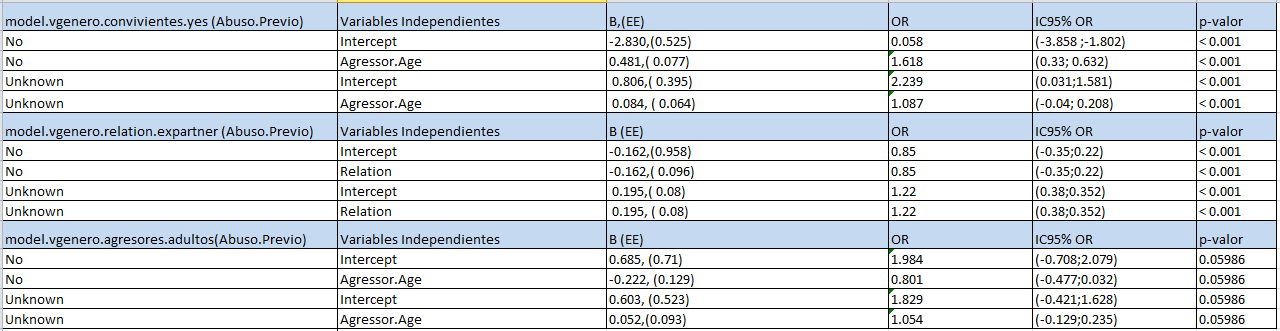 model.vgenero.convivientes.yes (Abuso.Previo) Variables Independientes B,(EE) OR IC95% OR p-valor
No Intercept -2.830,(0.525) 0.058 (-3.858 ;-1.802) < 0.001
No Agressor.Age 0.481,( 0.077) 1.618 (0.33; 0.632) < 0.001
Unknown Intercept 0.806,( 0.395) 2.239 (0.031;1.581) < 0.001
Unknown Agressor.Age 0.084, ( 0.064) 1.087 (-0.04; 0.208) < 0.001
model.vgenero.relation.expartner (Abuso.Previo) Variables Independientes B (EE) OR IC95% OR p-valor
No Intercept -0.162,(0.958) 0.85 (-0.35;0.22) < 0.001
No Relation -0.162,( 0.096) 0.85 (-0.35;0.22) < 0.001
Unknown Intercept 0.195,( 0.08) 1.22 (0.38;0.352) < 0.001
Unknown Relation 0.195, ( 0.08) 1.22 (0.38;0.352) < 0.001
model.vgenero.agresores.adultos(Abuso.Previo) Variables Independientes B (EE) OR IC95% OR p-valor
No Intercept 0.685, (0.71) 1.984 (-0.708;2.079) 0.05986
No Agressor.Age -0.222, (0.129) 0.801 (-0.477;0.032) 0.05986
Unknown Intercept 0.603, (0.523) 1.829 (-0.421;1.628) 0.05986
Unknown Agressor.Age 0.052,(0.093) 1.054 (-0.129;0.235) 0.05986